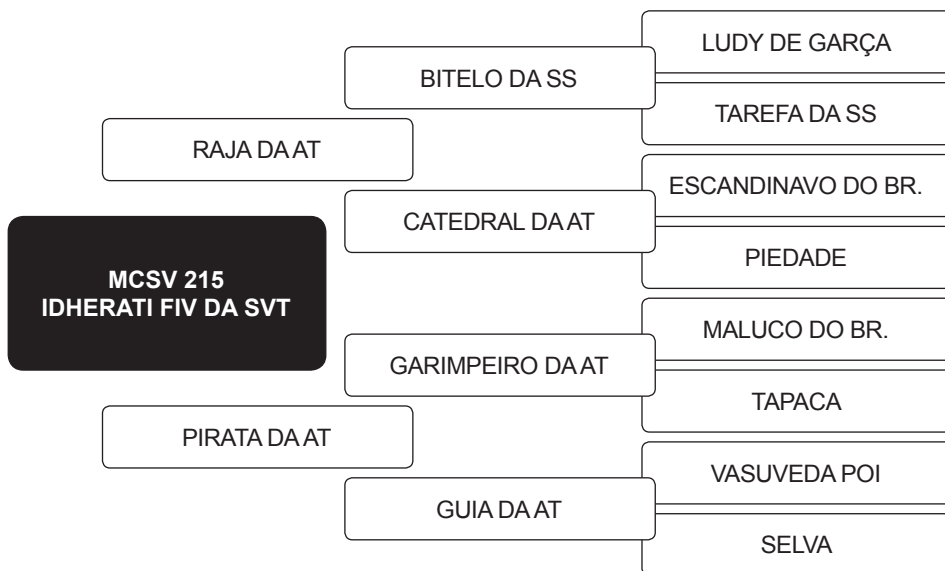 LUDY DE GARÇA
BITELO DA SS
TAREFA DA SS
RAJA DA AT
ESCANDINAVO DO BR.
CATEDRAL DA AT
PIEDADE
MCSV 215
IDHERATI FIV DA SVT
MALUCO DO BR.
GARIMPEIRO DA AT
TAPACA
PIRATA DA AT
VASUVEDA POI
GUIA DA AT
SELVA